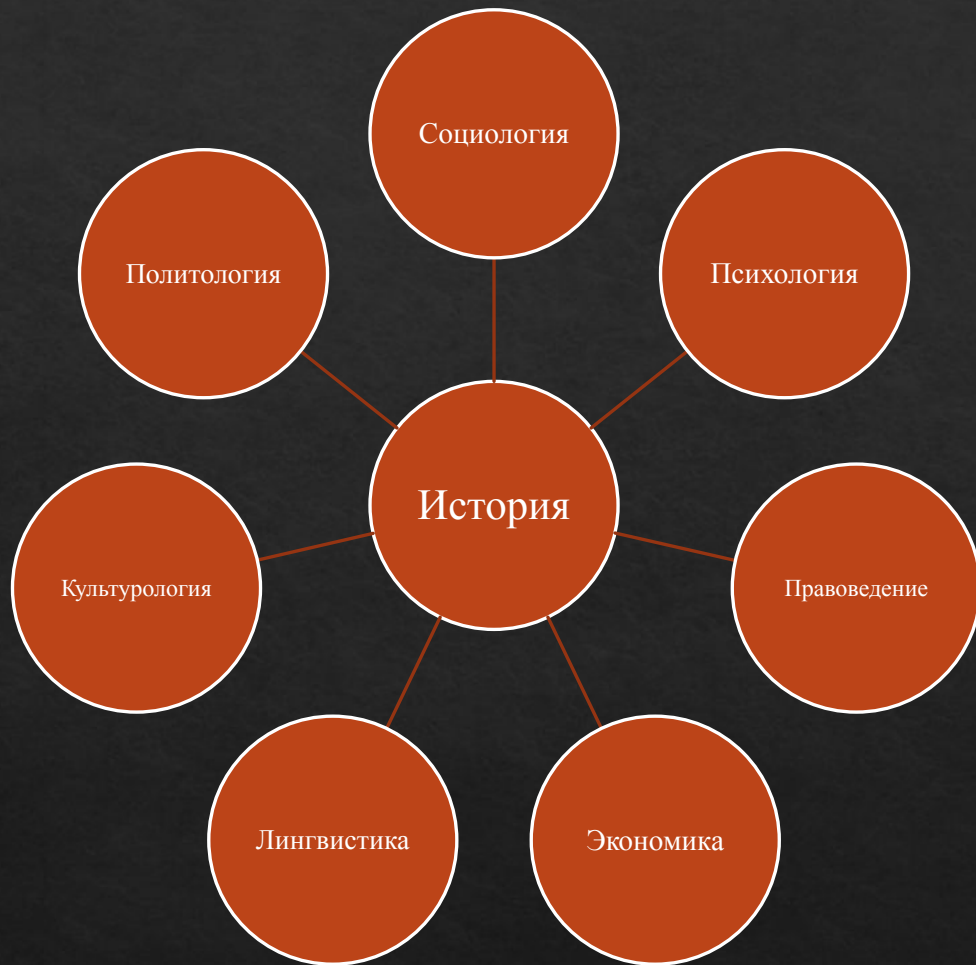 Социология
Политология
Психология
История
Культурология
Правоведение
Лингвистика
Экономика